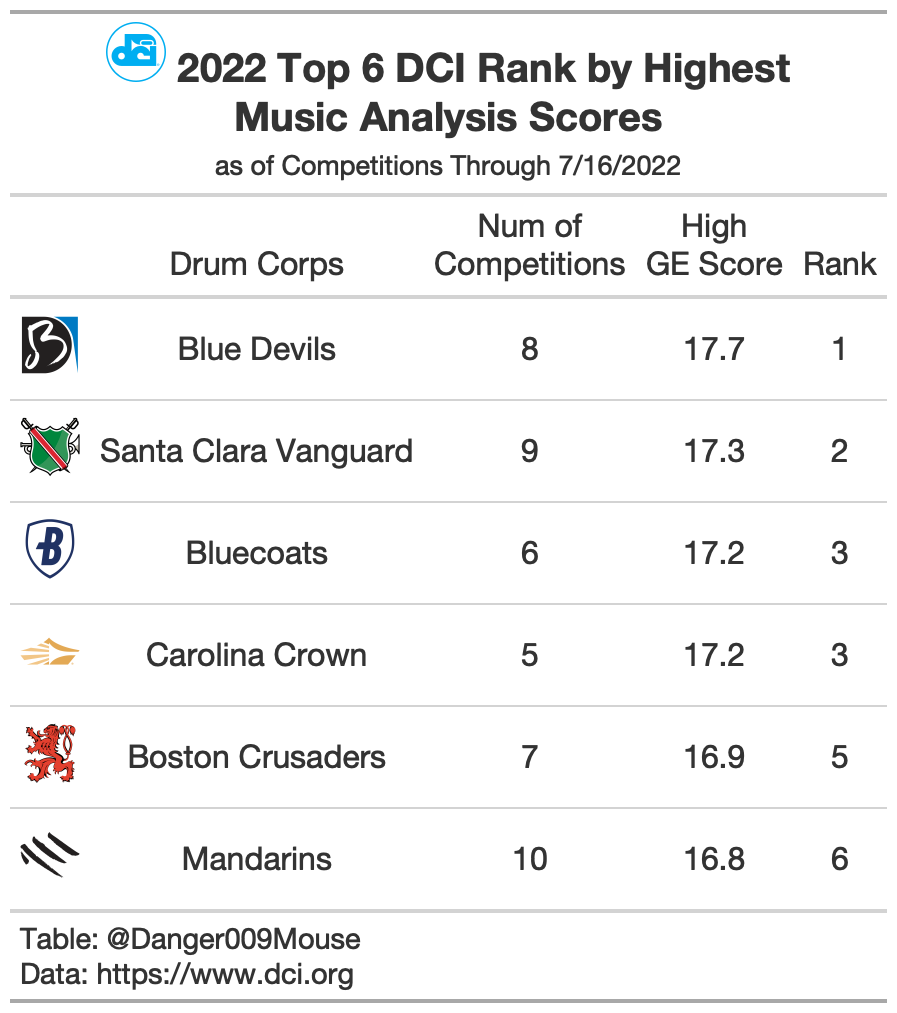 dci 2022 Top 6 DCI Rank by Highest
Music Analysis Scores
as of Competitions Through 7/16/2022
Drum Corps Num of Competitions High GE Score Rank
B Blue Devils 8 17.7 1
Santa Clara Vanguard 9 17.3 2
B Bluecoats 6 17.2 3
Carolina Crown 5 17.2 3
Boston Crusaders 7 16.9 5
Mandarins 10 16.8 6
Table: @Danger009Mouse
Data: https://www.dci.org